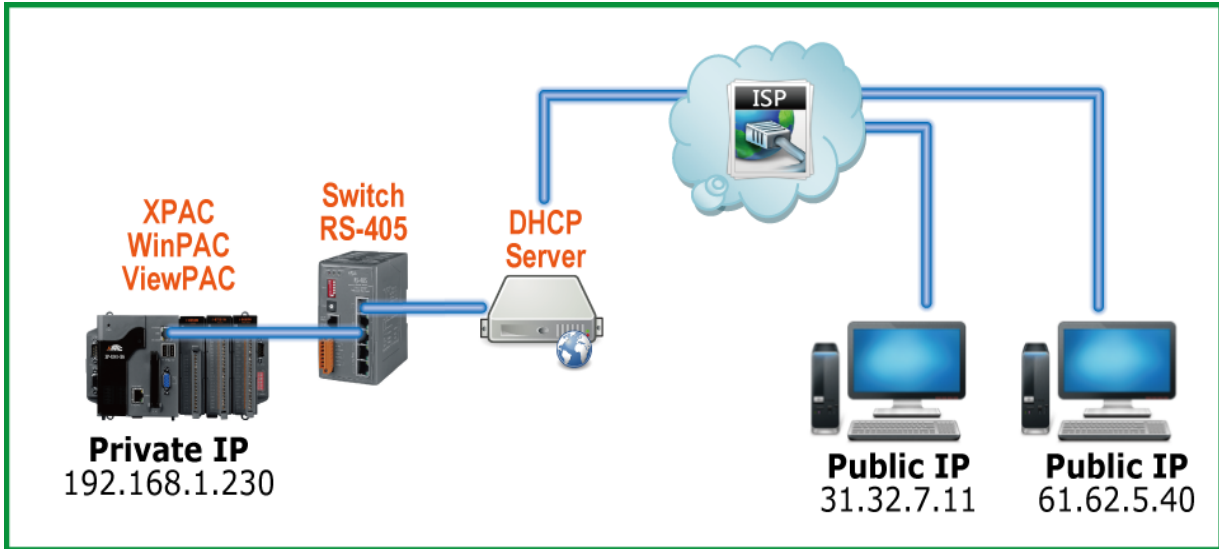 ISP
XPAC
WinPAC
ViewPAC
Switch
RS-405
DHCP
Server
Private IP
192.168.1.230
Public IP
31.32.7.11
Public IP
61.62.5.40